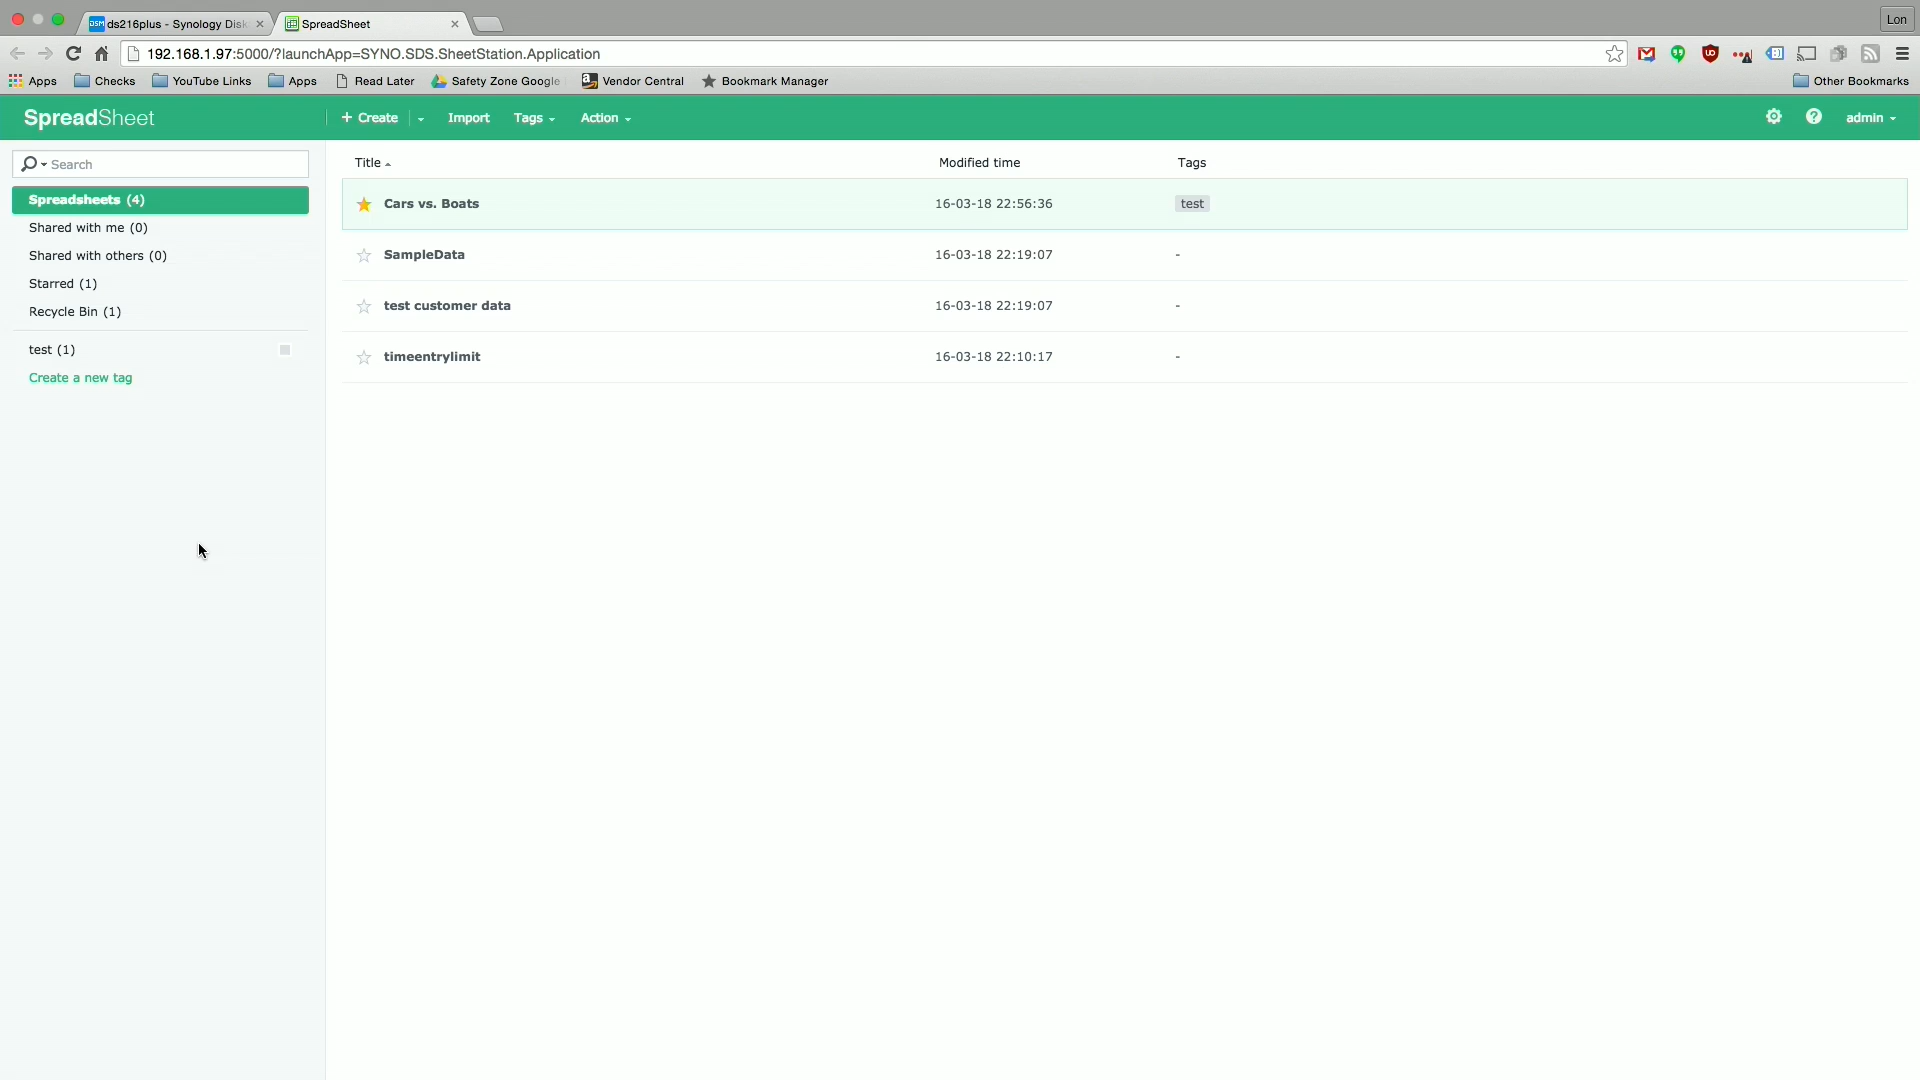 ds216plus - Synology Disk
SpreadSheet
Lon
192.168.1.97:5000/?launchApp=SYNO.SDS.SheetStation.Application
Apps
Checks
YouTube Links
Apps
Read Later
Safety Zone Google
Vendor Central
Bookmark Manager
Other Bookmarks
SpreadSheet
+ Create
Import
Tags
Action
admin
Search
Spreadsheets (4)
Shared with me (0)
Shared with others (0)
Starred (1)
Recycle Bin (1)
test (1)
Create a new tag
Title
Modified time
Tags
Cars vs. Boats
16-03-18 22:56:36
test
SampleData
16-03-18 22:19:07
-
test customer data
16-03-18 22:19:07
-
timeentrylimit
16-03-18 22:10:17
-